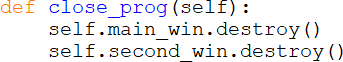 def close_prog(self):
    self.main_win.destroy()
    self.second_win.destroy()